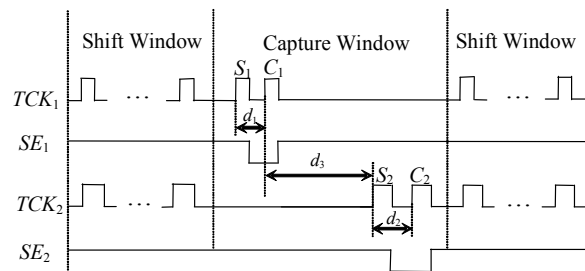 Shift Window Capture Window Shift Window
S1 C1
TCK1 ... ...
d1
SE1
d3
S2 C2
TCK2 ... ...
d2
SE2